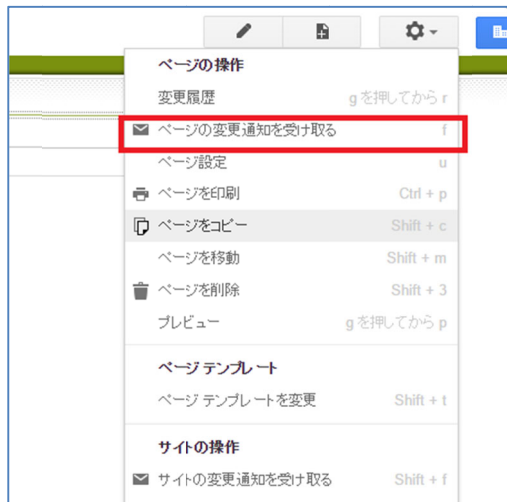 ページの操作
変更履歴 gを押してから r
ページの変更通知を受け取る f
ページ設定 u
ページを印刷 Ctrl + p
ページをコピー Shift + c
ページを移動 Shift + m
ページを削除 Shift + 3
プレビュー gを押してから p
ページ テンプレート
ページ テンプレートを変更 Shift + t
サイトの操作
サイトの変更通知を受け取る Shift + f